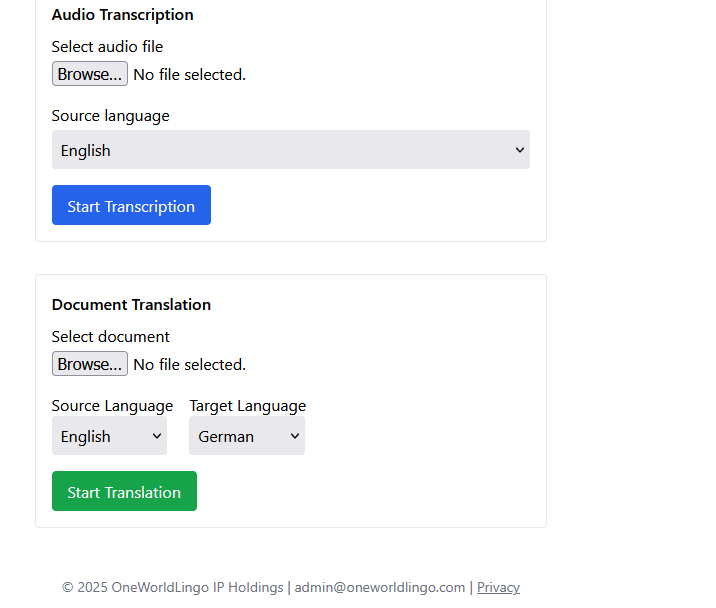 Audio Transcription
Select audio file
Browse... No file selected.
Source language
English
Start Transcription
Document Translation
Select document
Browse... No file selected.
Source Language Target Language
English German
Start Translation
© 2025 OneWorldLingo IP Holdings | admin@oneworldlingo.com | Privacy